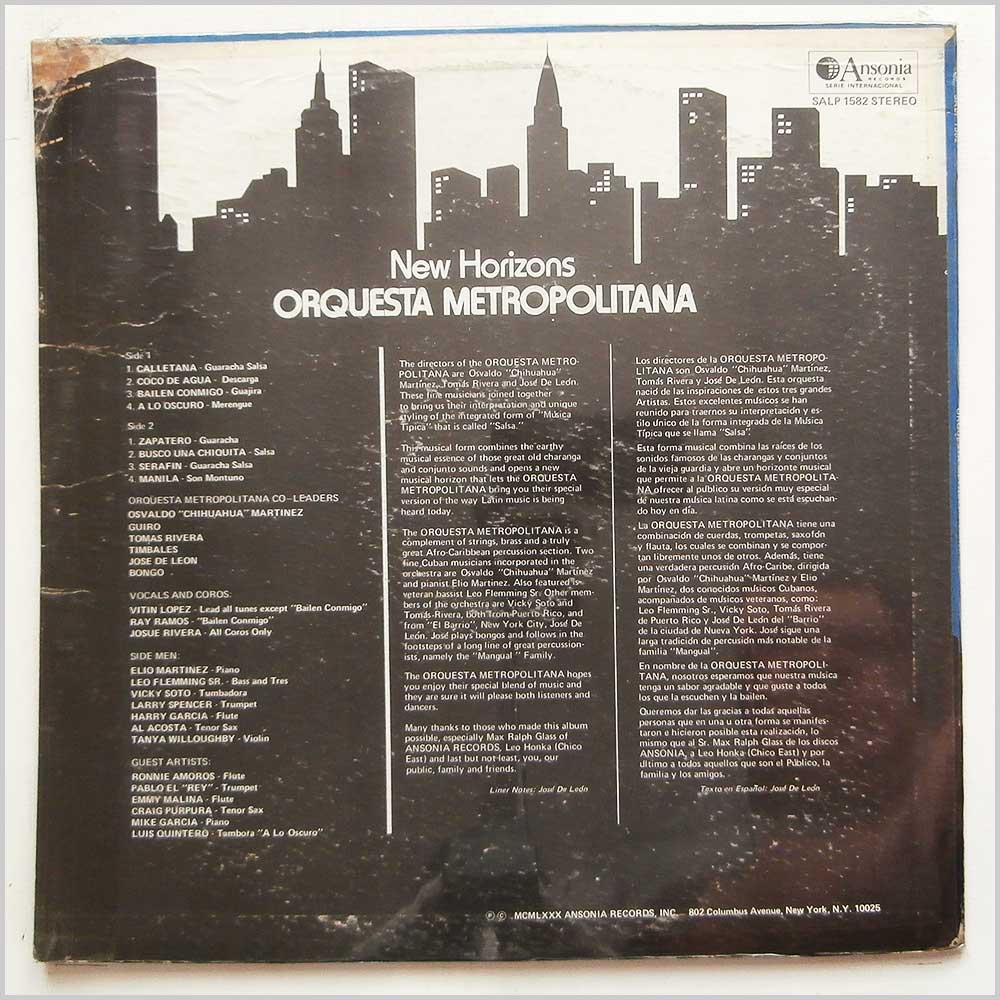 Ansonia
RECORDS
SERIE INTERNACIONAL
SALP 1582 STEREO
New Horizons
ORQUESTA METROPOLITANA
Side 1
1. CALLETANA - Guaracha Salsa
2. COCO DE AGUA - Descarga
3. BAILEN CONMIGO - Guajira
4. A LO OSCURO - Merengue
Side 2
1. ZAPATERO - Guaracha
2. BUSCO UNA CHIQUITA - Salsa
3. SERAFIN - Guaracha Salsa
4. MANILA - Son Montuno
ORQUESTA METROPOLITANA CO-LEADERS
OSVALDO "CHIHUAHUA" MARTINEZ
GUIRO
TOMAS RIVERA
TIMBALES
JOSE DE LEON
BONGO
VOCALS AND COROS:
VITIN LOPEZ - Lead all tunes except "Bailen Conmigo"
RAY RAMOS - "Bailen Conmigo"
JOSUE RIVERA - All Coros Only
SIDE MEN:
ELIO MARTINEZ - Piano
LEO FLEMMING SR. - Bass and Tres
VICKY SOTO - Tumbadora
LARRY SPENCER - Trumpet
HARRY GARCIA - Flute
AL ACOSTA - Tenor Sax
TANYA WILLOUGHBY - Violin
GUEST ARTISTS:
RONNIE AMOROS - Flute
PABLO EL "REY" - Trumpet
EMMY MALINA - Flute
CRAIG PURPURA - Tenor Sax
MIKE GARCIA - Piano
LUIS QUINTERO - Tambora "A Lo Oscuro"
The directors of the ORQUESTA METRO-
POLITANA are Osvaldo "Chihuahua"
Martínez, Tomás Rivera and José De León.
These fine musicians joined together
to bring us their interpretation and unique
styling of the integrated form of "Música
Típica" that is called "Salsa."
This musical form combines the earthy
musical essence of those great old charanga
and conjunto sounds and opens a new
musical horizon that lets the ORQUESTA
METROPOLITANA bring you their special
version of the way Latin music is being
heard today.
The ORQUESTA METROPOLITANA is a
complement of strings, brass and a truly
great Afro-Caribbean percussion section. Two
fine Cuban musicians incorporated in the
orchestra are Osvaldo "Chihuahua" Martínez
and pianist Elio Martinez. Also featured is
veteran bassist Leo Flemming Sr. Other mem-
bers of the orchestra are Vicky Soto and
Tomás Rivera, both from Puerto Rico, and
from "El Barrio", New York City, José De
León. José plays bongos and follows in the
footsteps of a long line of great percussion-
ists, namely the "Mangual" Family.
The ORQUESTA METROPOLITANA hopes
you enjoy their special blend of music and
they are sure it will please both listeners and
dancers.
Many thanks to those who made this album
possible, especially Max Ralph Glass of
ANSONIA RECORDS, Leo Honka (Chico
East) and last but not least, you, our
public, family and friends.
Liner Notes: José De León
Los directores de la ORQUESTA METROPO-
LITANA son Osvaldo "Chihuahua" Martínez,
Tomás Rivera y José De León. Esta orquesta
nació de las inspiraciones de estos tres grandes
Artistas. Estos excelentes músicos se han
reunido para traernos su interpretación y es-
tilo único de la forma integrada de la Música
Típica que se llama "Salsa".
Esta forma musical combina las raíces de los
sonidos famosos de las charangas y conjuntos
de la vieja guardia y abre un horizonte musical
que permite a la ORQUESTA METROPOLITA-
NA ofrecer al público su versión muy especial
de nuestra música latina como se está escuchan-
do hoy en día.
La ORQUESTA METROPOLITANA tiene una
combinación de cuerdas, trompetas, saxofón
y flauta, los cuales se combinan y se compor-
tan libremente unos de otros. Además, tiene
una verdadera percusión Afro-Caribe, dirigida
por Osvaldo "Chihuahua" Martínez y Elio
Martínez, dos conocidos músicos Cubanos,
acompañados de músicos veteranos, como:
Leo Flemming Sr., Vicky Soto, Tomás Rivera
de Puerto Rico y José De León del "Barrio"
de la ciudad de Nueva York. José sigue una
larga tradición de percusión más notable de la
familia "Mangual".
En nombre de la ORQUESTA METROPOLI-
TANA, nosotros esperamos que nuestra música
tenga un sabor agradable y que guste a todos
los que la escuchen y la bailen.
Queremos dar las gracias a todas aquellas
personas que en una u otra forma se manifes-
taron e hicieron posible esta realización, lo
mismo que al Sr. Max Ralph Glass de los discos
ANSONIA, a Leo Honka (Chico East) y por
último a todos aquellos que son el Público, la
familia y los amigos.
Texto en Español: José De León
℗ © MCMLXXX ANSONIA RECORDS, INC. 802 Columbus Avenue, New York, N.Y. 10025